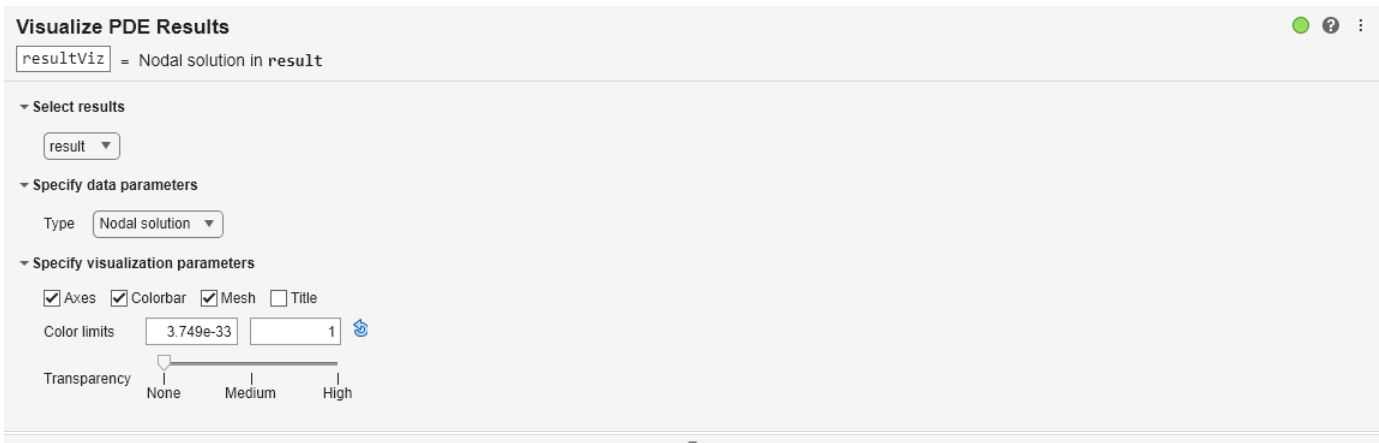 Visualize PDE Results
resultViz = Nodal solution in result
Select results
result
Specify data parameters
Type Nodal solution
Specify visualization parameters
Axes Colorbar Mesh Title
Color limits 3.749e-33 1
Transparency
None Medium High